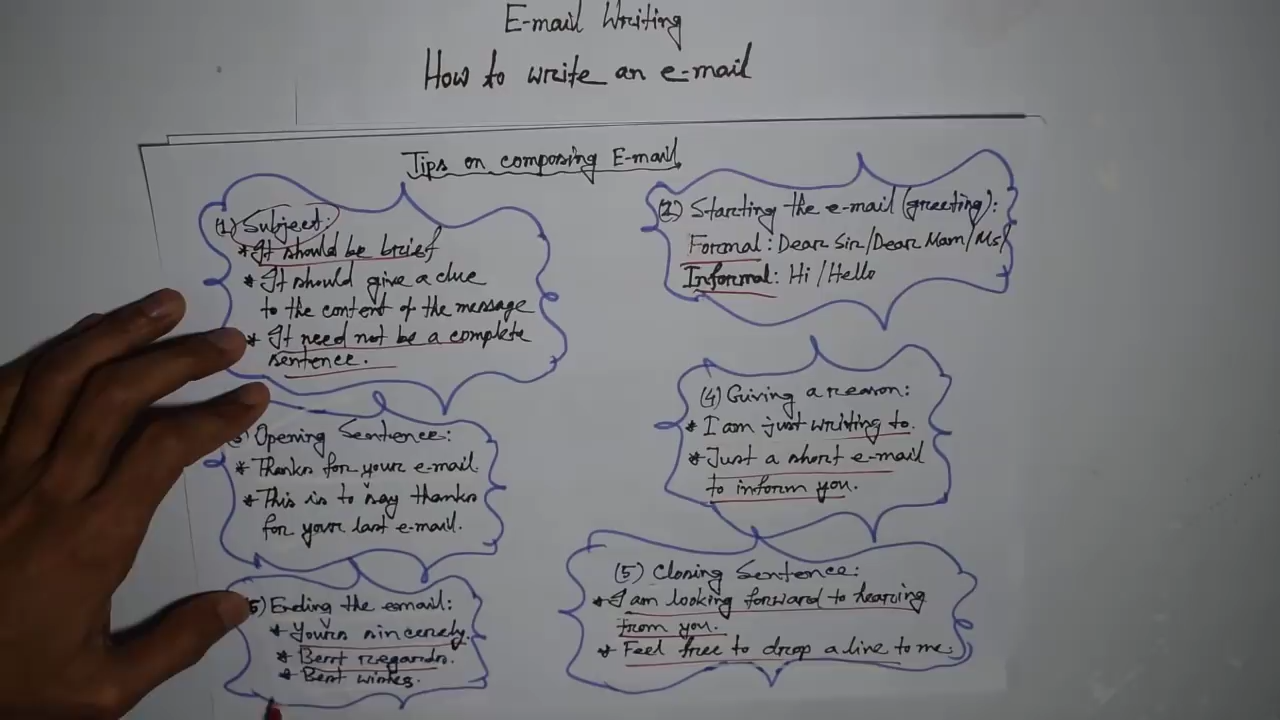 E-mail Writing
How to write an e-mail
Tips on composing E-mail
(1) Subject:
* It should be brief
* It should give a clue
to the content of the message
* It need not be a complete
sentence.
(2) Starting the e-mail (greeting):
Formal: Dear Sir/Dear Mam/Ms/
Informal: Hi/Hello
3) Opening Sentence:
* Thanks for your e-mail.
* This is to say thanks
for your last e-mail.
(4) Giving a reason:
* I am just writing to.
* Just a short e-mail
to inform you.
(5) Closing Sentence:
* I am looking forward to hearing
from you.
* Feel free to drop a line to me.
Ending the email:
* Yours sincerely.
* Best regards.
* Best wishes.